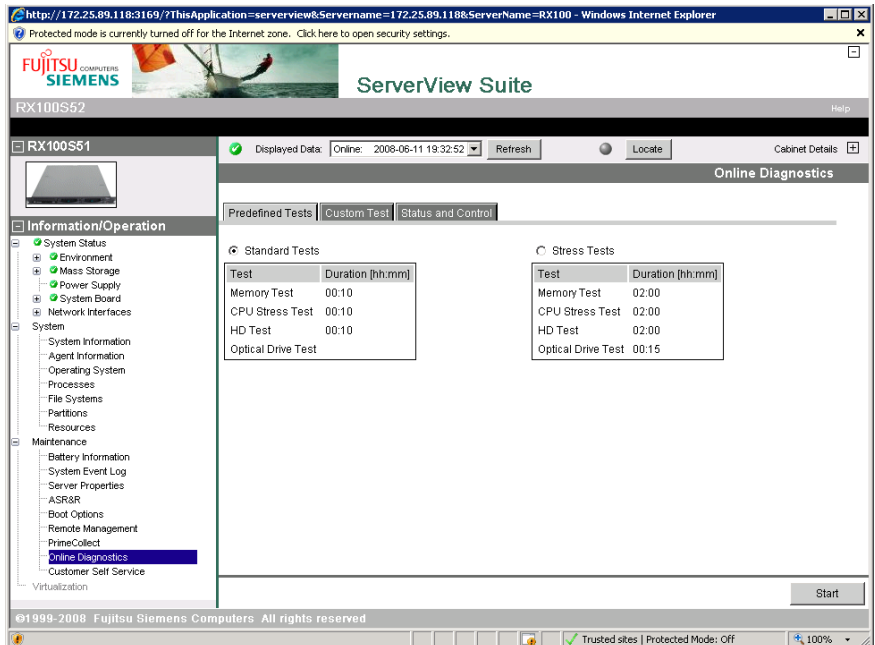 http://172.25.89.118:3169/?ThisApplication=serverview&Servername=172.25.89.118&ServerName=RX100 - Windows Internet Explorer
Protected mode is currently turned off for the Internet zone. Click here to open security settings.
FUJITSU COMPUTERS
SIEMENS
ServerView Suite
RX100S52
Help
RX100S51
Displayed Data: Online: 2008-06-11 19:32:52 Refresh Locate Cabinet Details
Online Diagnostics
Predefined Tests Custom Test Status and Control
Information/Operation
System Status
Environment
Mass Storage
Power Supply
System Board
Network Interfaces
System
System Information
Agent Information
Operating System
Processes
File Systems
Partitions
Resources
Maintenance
Battery Information
System Event Log
Server Properties
ASR&R
Boot Options
Remote Management
PrimeCollect
Online Diagnostics
Customer Self Service
Virtualization
Standard Tests
Test Duration [hh:mm]
Memory Test 00:10
CPU Stress Test 00:10
HD Test 00:10
Optical Drive Test
Stress Tests
Test Duration [hh:mm]
Memory Test 02:00
CPU Stress Test 02:00
HD Test 02:00
Optical Drive Test 00:15
Start
©1999-2008 Fujitsu Siemens Computers All rights reserved
Trusted sites | Protected Mode: Off
100%